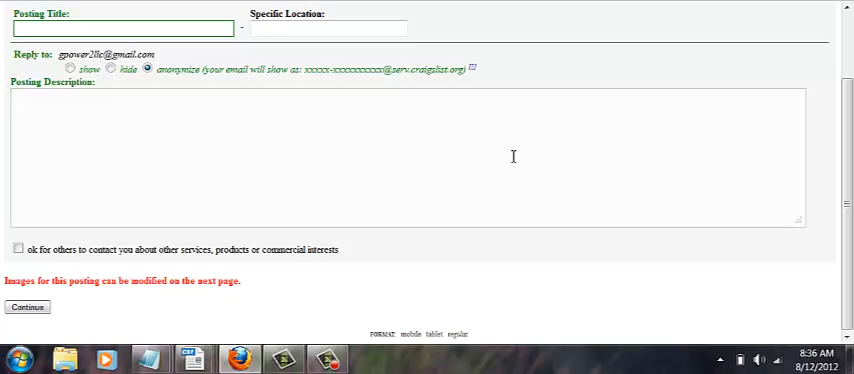 Posting Title:
Specific Location:
-
Reply to: gpower2llc@gmail.com
show hide anonymize (your email will show as: xxxxx-xxxxxxxxxx@serv.craigslist.org) [?]
Posting Description:
ok for others to contact you about other services, products or commercial interests
Images for this posting can be modified on the next page.
Continue
FORMAT: mobile tablet regular
8:36 AM
8/12/2012